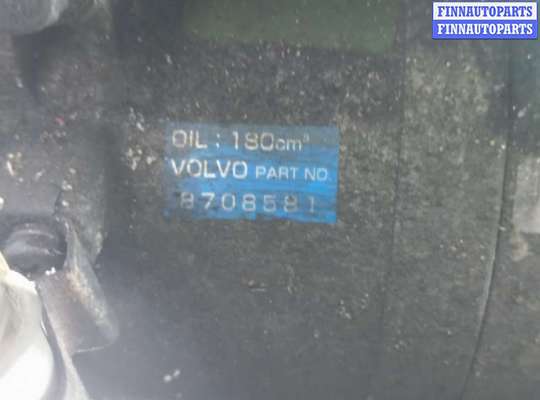 FINNAUTOPARTS
FINNAUTOPARTS
OIL : 180cm³
VOLVO PART NO.
8708581